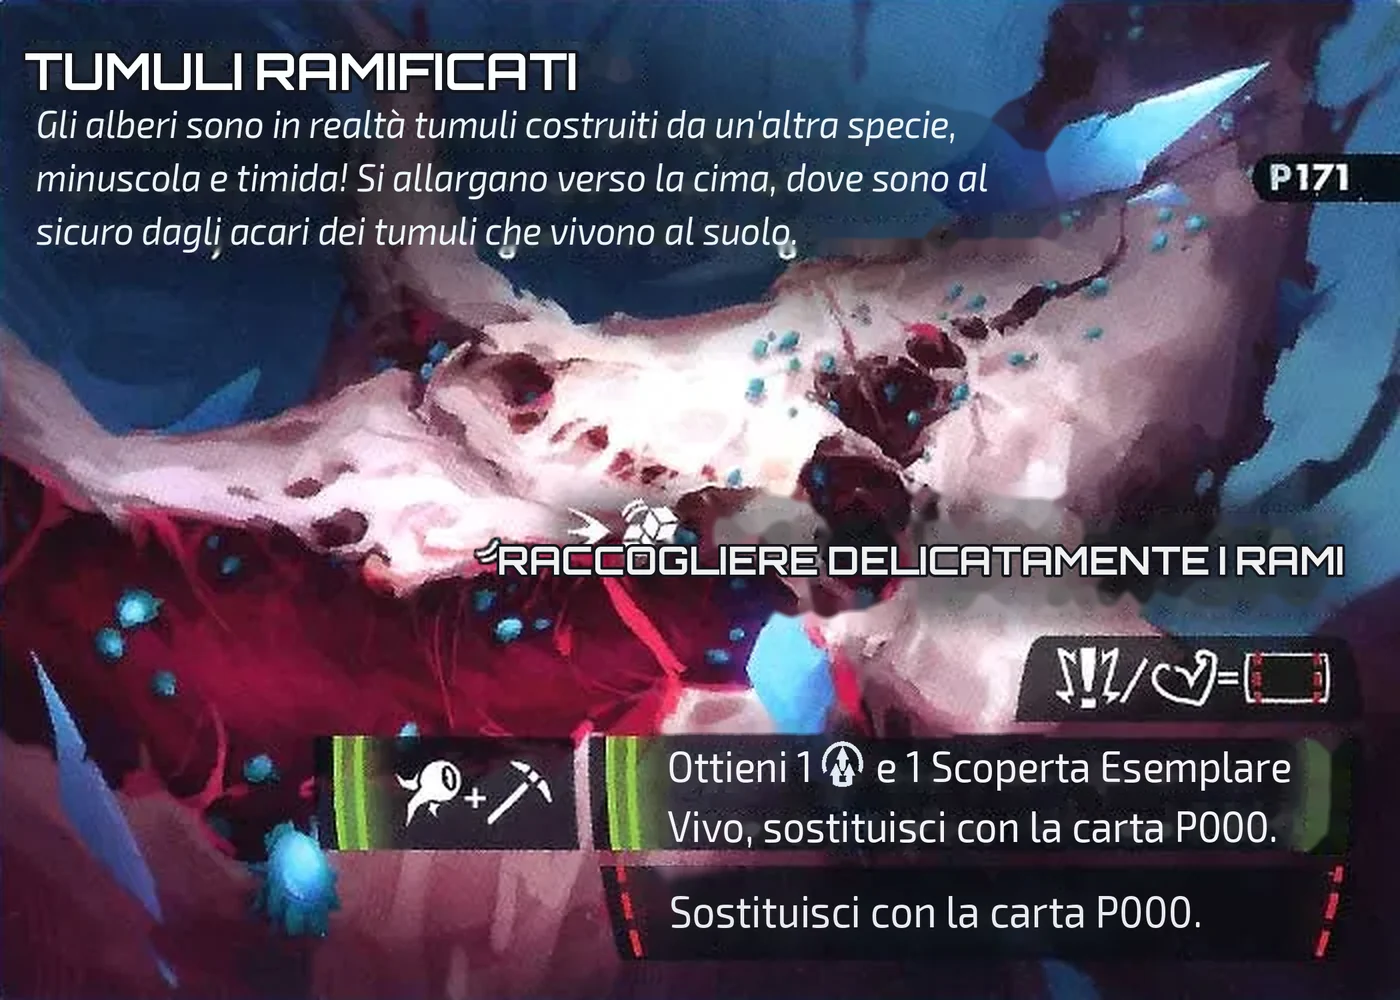 TUMULI RAMIFICATI
Gli alberi sono in realtà tumuli costruiti da un'altra specie,
minuscola e timida! Si allargano verso la cima, dove sono al
P171
sicuro dagli acari dei tumuli che vivono al suolo.
RACCOGLIERE DELICATAMENTE I RAMI
/ =
+
Ottieni 1 e 1 Scoperta Esemplare
Vivo, sostituisci con la carta P000.
Sostituisci con la carta P000.